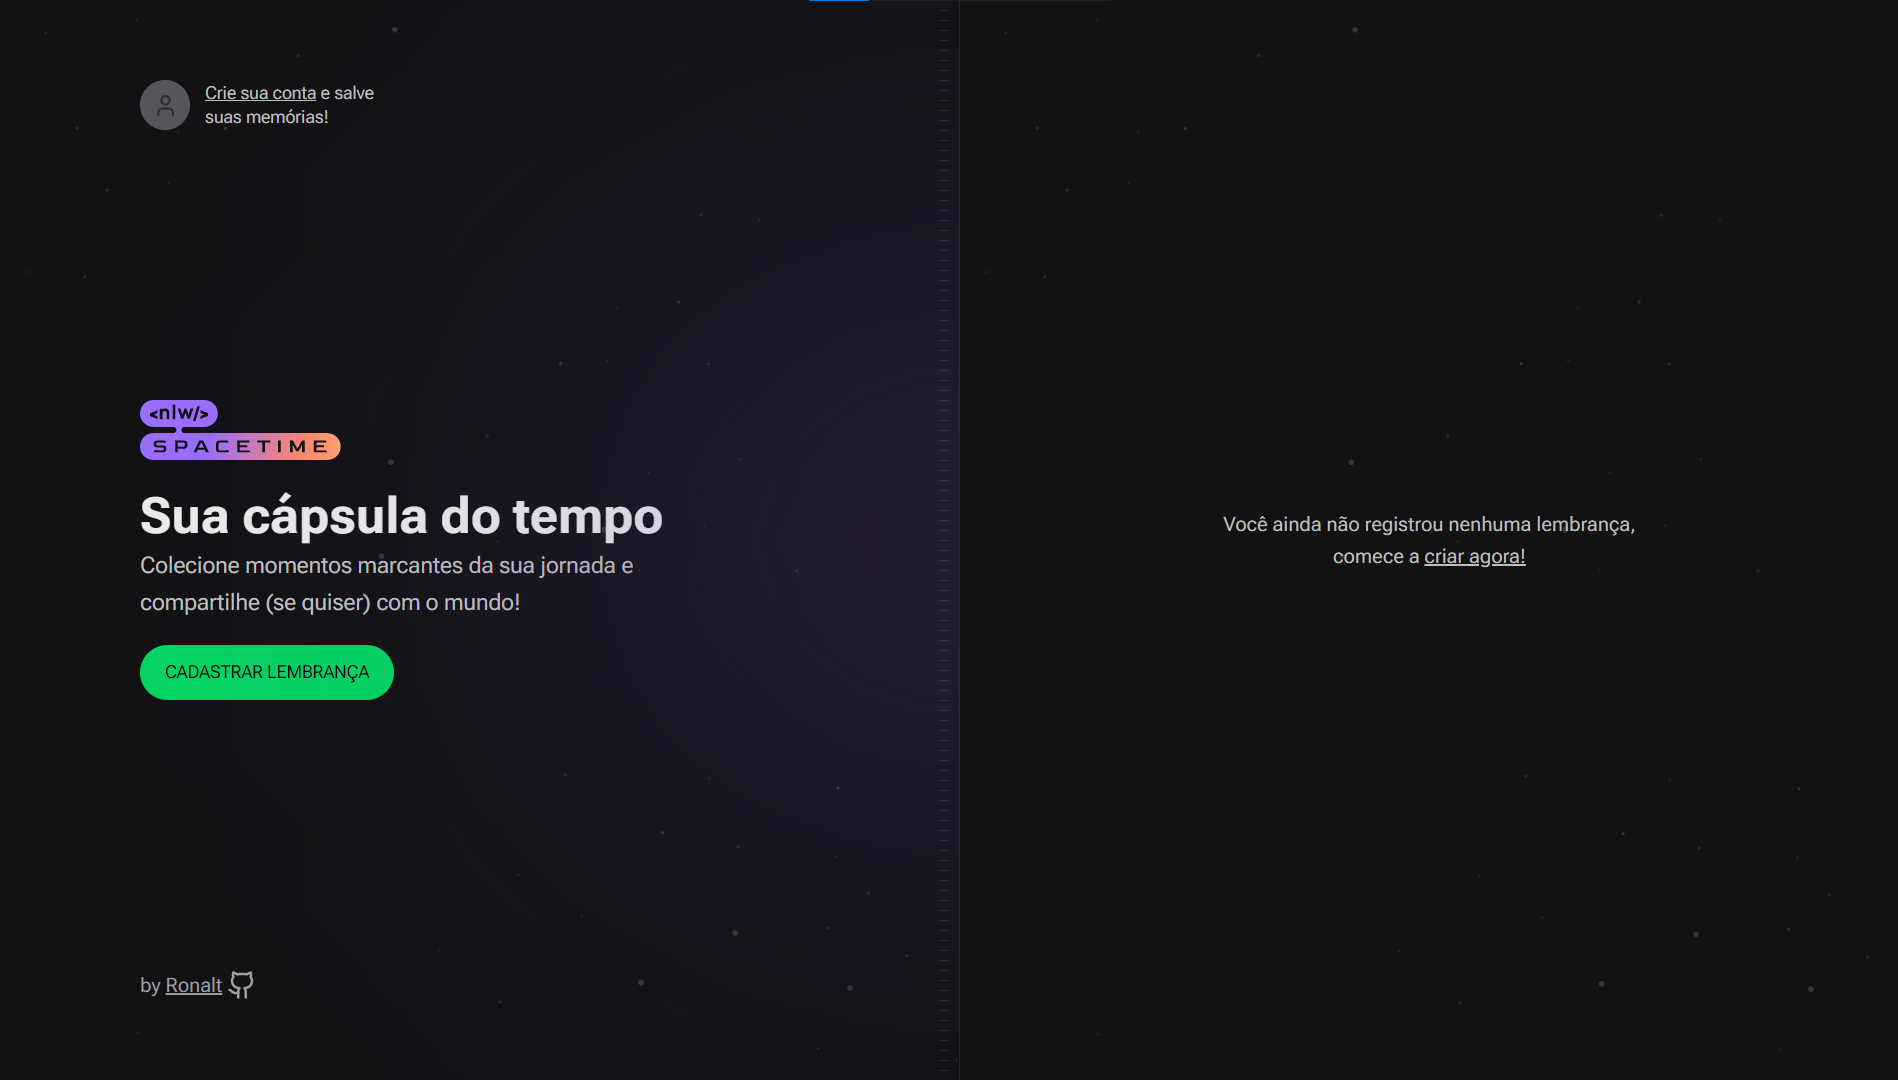 Crie sua conta e salve
suas memórias!
<nlw/>
SPACETIME
Sua cápsula do tempo
Colecione momentos marcantes da sua jornada e
compartilhe (se quiser) com o mundo!
CADASTRAR LEMBRANÇA
by Ronalt
Você ainda não registrou nenhuma lembrança,
comece a criar agora!